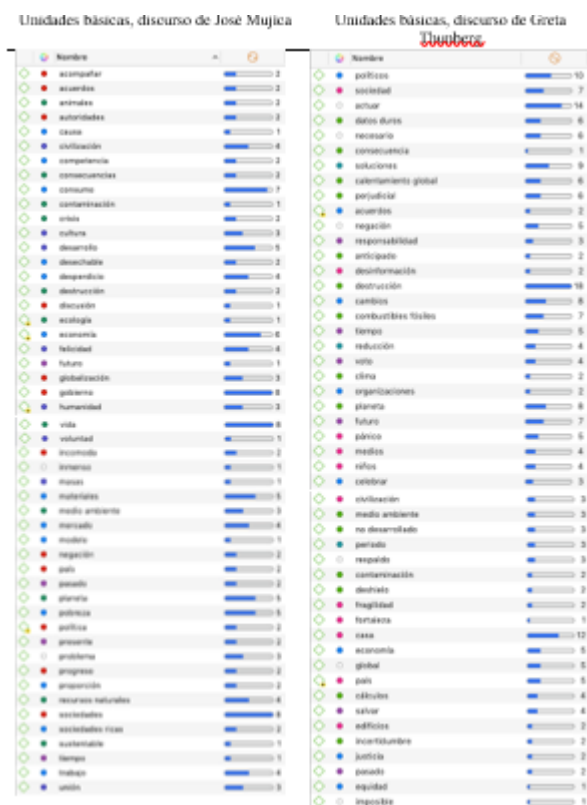 Unidades básicas, discurso de José Mujica
Nombre
acompañar 2
acuerdos 2
animales 2
autoridades 2
causa 1
civilización 4
competencia 2
consecuencias 2
consumo 7
contaminación 1
crisis 2
cultura 3
desarrollo 5
desechable 2
desperdicio 4
destrucción 2
discusión 1
ecología 1
economía 6
felicidad 4
futuro 1
globalización 3
gobierno 8
humanidad 3
vida 8
voluntad 1
incomoda 2
inmenso 1
masas 1
materiales 5
medio ambiente 3
mercado 4
modelo 1
negación 2
país 2
pasado 2
planeta 5
pobreza 5
política 2
presente 2
problema 3
progreso 2
proporción 2
recursos naturales 4
sociedades 8
sociedades ricas 2
sustentable 1
tiempo 1
trabajo 4
unión 3
Unidades básicas, discurso de Greta
Thunberg
Nombre
políticos 10
sociedad 7
actuar 14
datos duros 6
necesario 6
consecuencia 1
soluciones 9
calentamiento global 6
perjudicial 6
acuerdos 2
negación 5
responsabilidad 3
anticipado 2
desinformación 2
destrucción 18
cambios 8
combustibles fósiles 7
tiempo 5
reducción 4
voto 4
clima 2
organizaciones 2
planeta 8
futuro 7
pánico 5
medios 4
niños 4
celebrar 3
civilización 3
medio ambiente 3
no desarrollado 3
periodo 3
respaldo 3
contaminación 2
deshielo 2
fragilidad 2
fortaleza 1
casa 12
economía 5
global 5
país 5
cálculos 4
salvar 4
edificios 2
incertidumbre 2
justicia 2
pasado 2
equidad 1
imposible